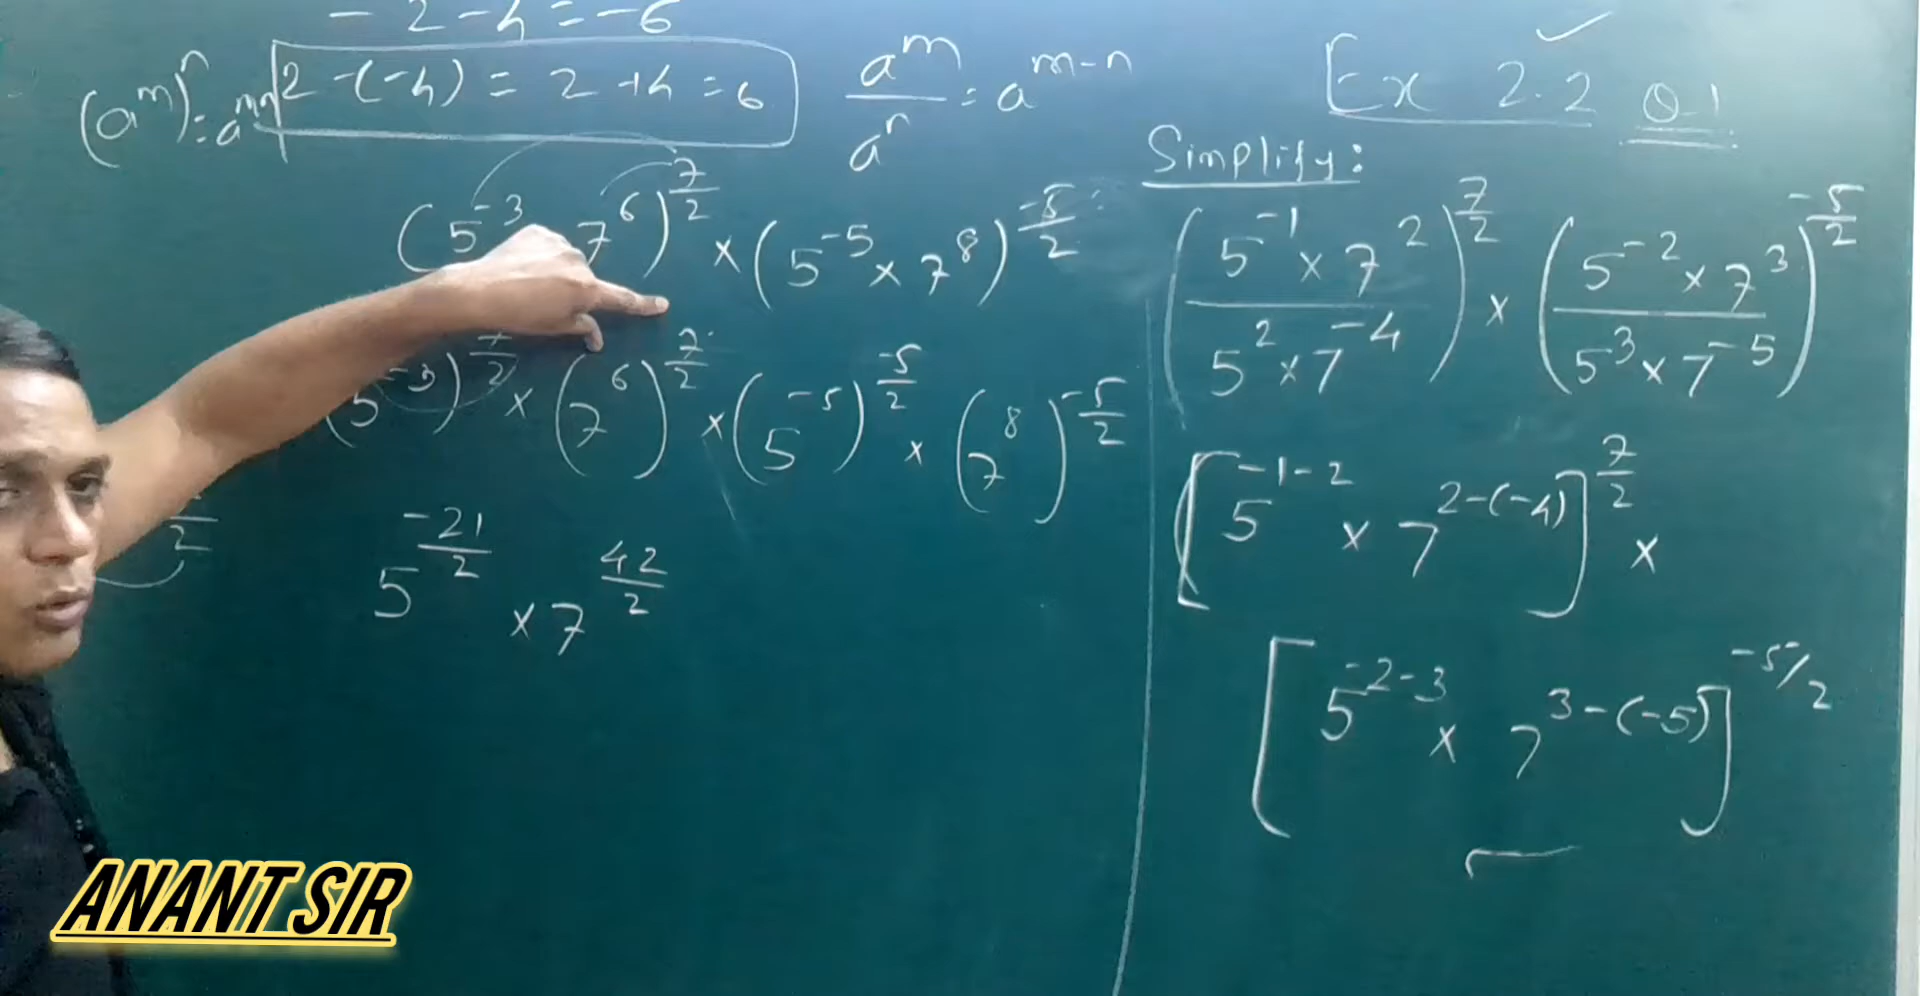 - 2 - 4 = - 6
(a^m)^n = a^mn
2 - (-4) = 2 + 4 = 6
a^m / a^n = a^(m-n)
(5^-3 7^6)^(7/2) × (5^-5 × 7^8)^(-5/2)
(5^-3)^(7/2) × (7^6)^(7/2) × (5^-5)^(-5/2) × (7^8)^(-5/2)
5^(-21/2) × 7^(42/2)
Ex 2.2 Q.1
Simplify:
((5^-1 × 7^2) / (5^2 × 7^-4))^(7/2) × ((5^-2 × 7^3) / (5^3 × 7^-5))^(-5/2)
[5^(-1-2) × 7^(2-(-4))]^(7/2) ×
[5^(-2-3) × 7^(3-(-5))]^(-5/2)
ANANT SIR